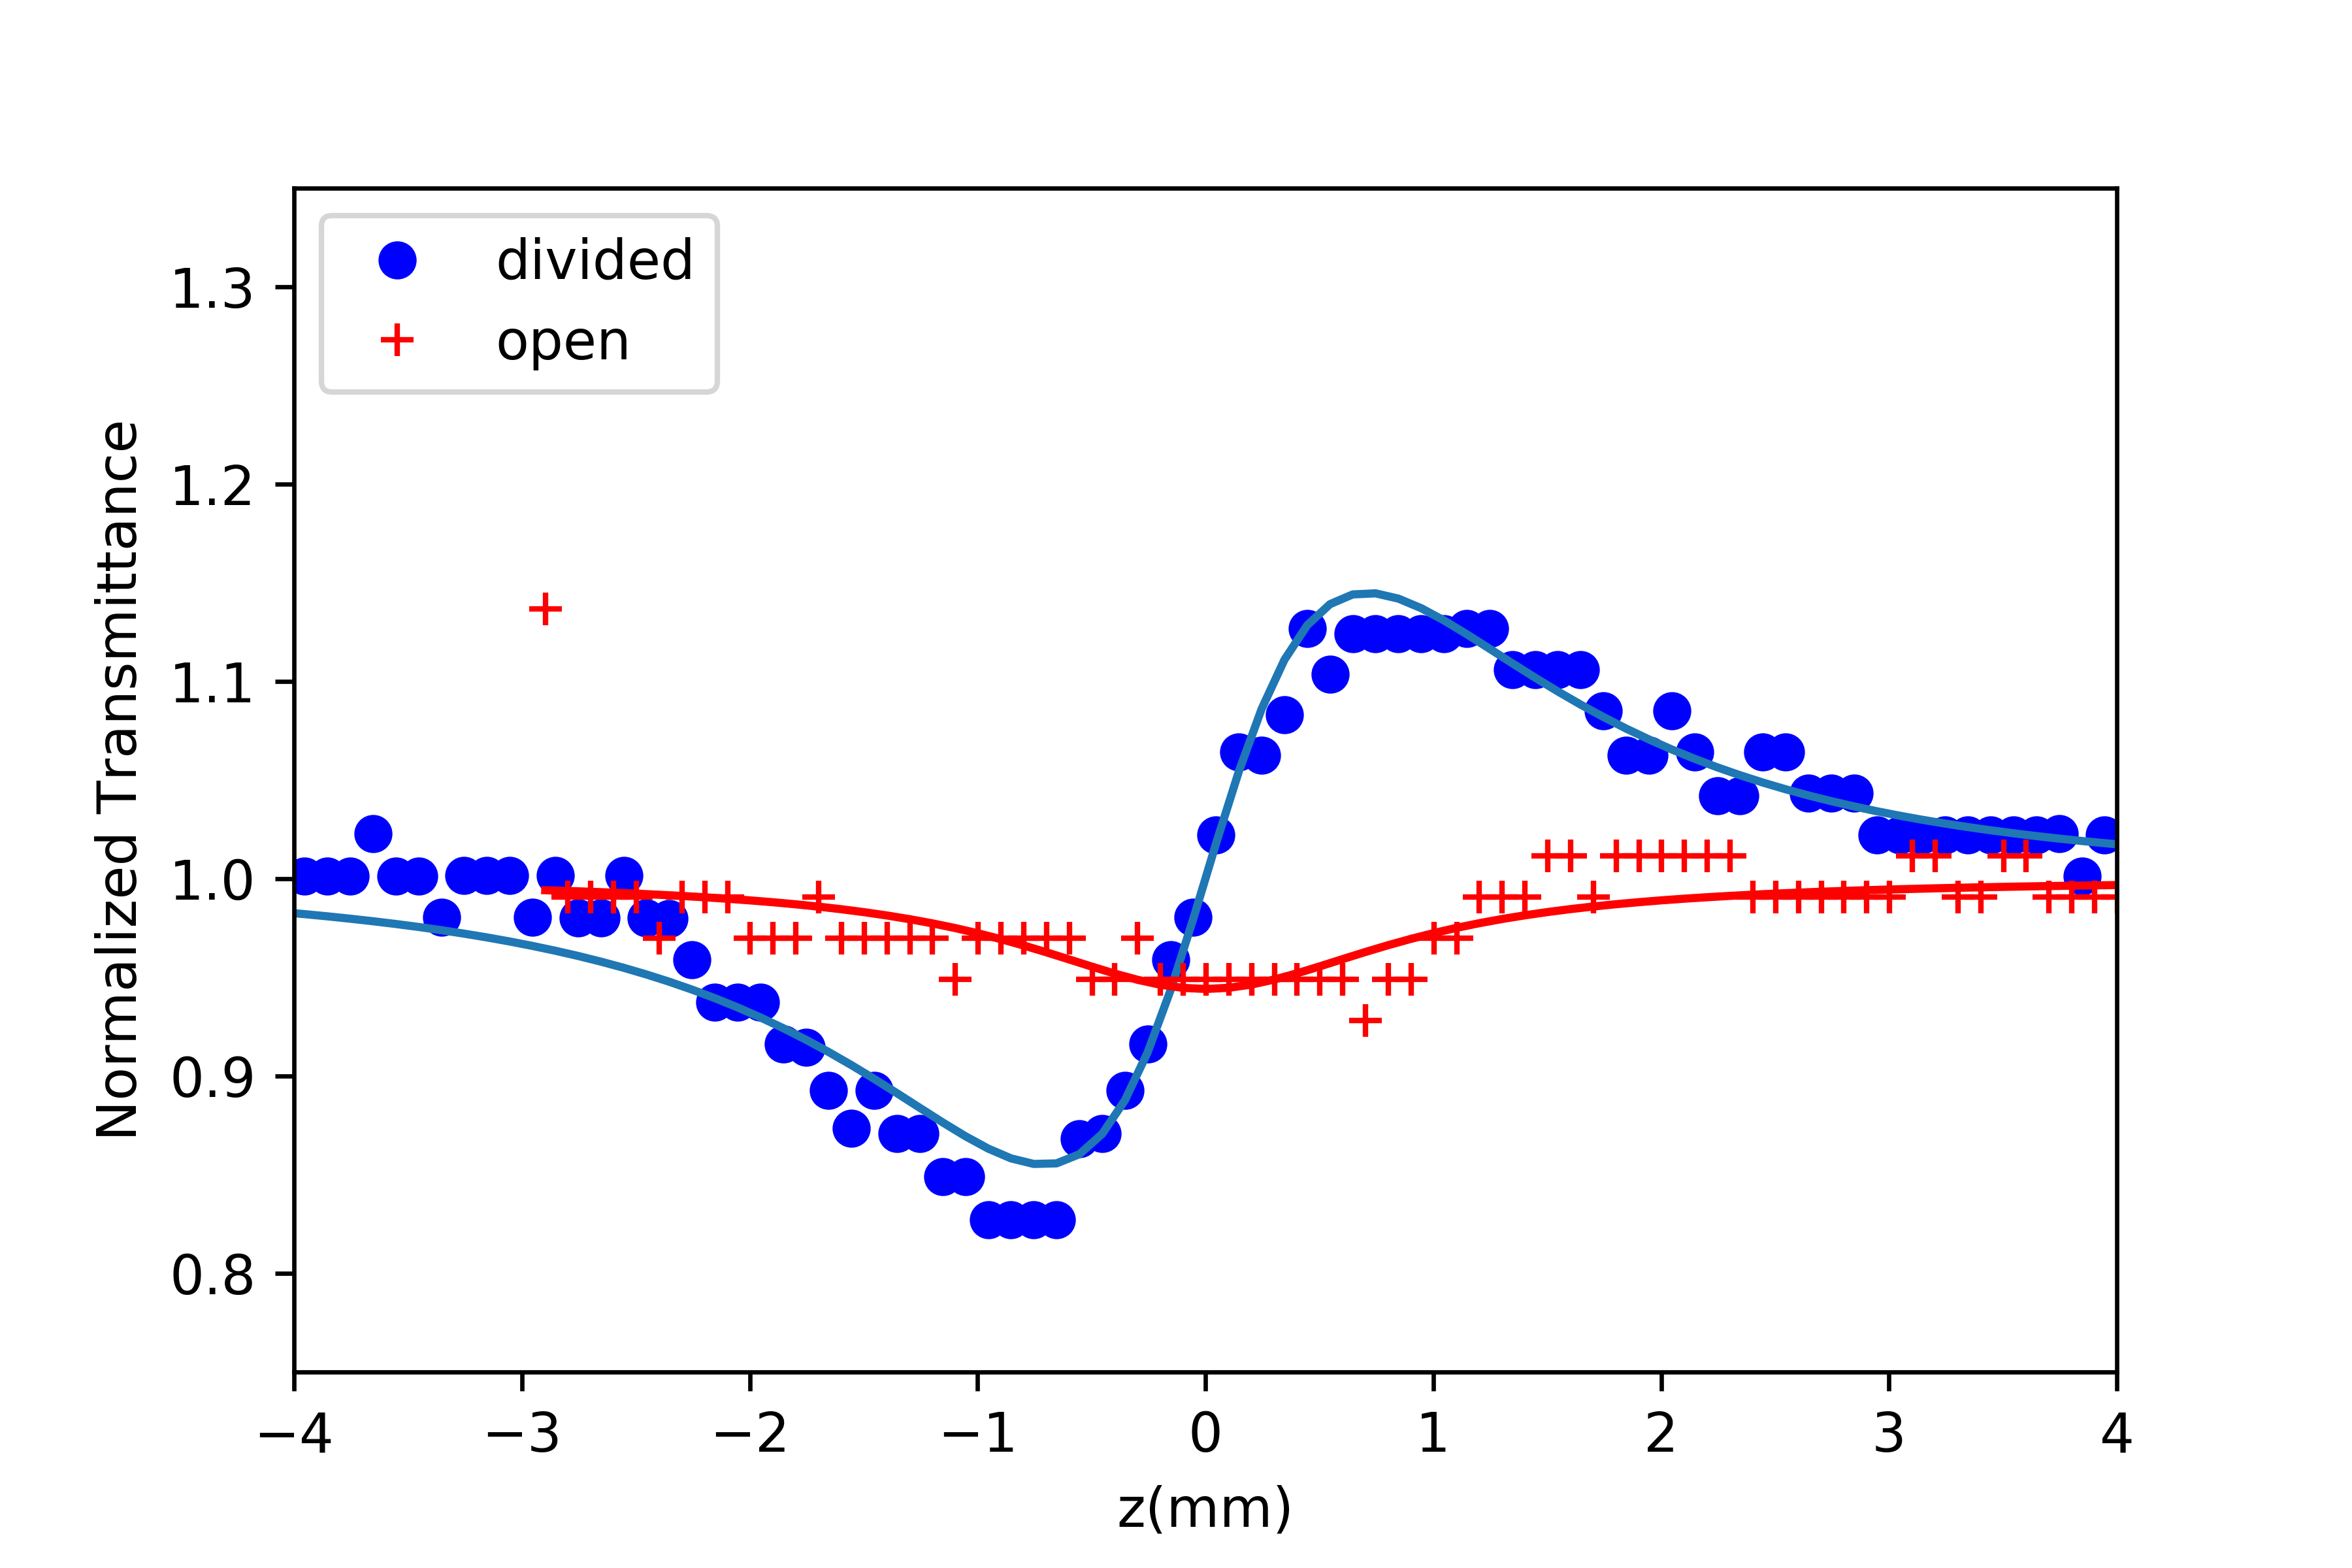 divided
open
Normalized Transmittance
1.3
1.2
1.1
1.0
0.9
0.8
−4 −3 −2 −1 0 1 2 3 4
z(mm)